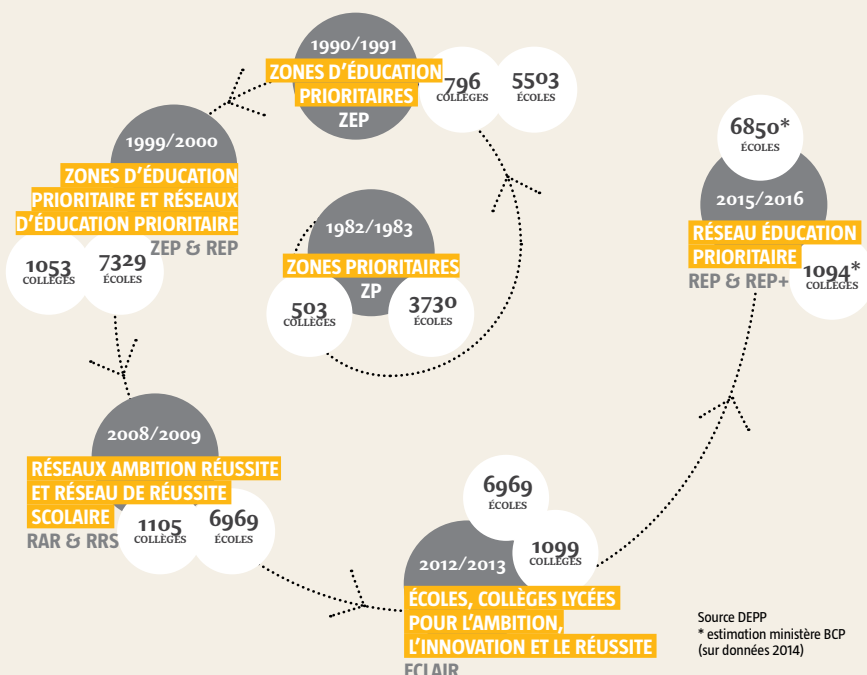 1982/1983
ZONES PRIORITAIRES
ZP
503
COLLÈGES
3730
ÉCOLES
1990/1991
ZONES D'ÉDUCATION
PRIORITAIRES
ZEP
796
COLLÈGES
5503
ÉCOLES
1999/2000
ZONES D'ÉDUCATION
PRIORITAIRE ET RÉSEAUX
D'ÉDUCATION PRIORITAIRE
ZEP & REP
1053
COLLÈGES
7329
ÉCOLES
2008/2009
RÉSEAUX AMBITION RÉUSSITE
ET RÉSEAU DE RÉUSSITE
SCOLAIRE
RAR & RRS
1105
COLLÈGES
6969
ÉCOLES
6969
ÉCOLES
1099
COLLÈGES
2012/2013
ÉCOLES, COLLÈGES LYCÉES
POUR L'AMBITION,
L'INNOVATION ET LE RÉUSSITE
ECLAIR
6850*
ÉCOLES
2015/2016
RÉSEAU ÉDUCATION
PRIORITAIRE
REP & REP+
1094*
COLLÈGES
Source DEPP
* estimation ministère BCP
(sur données 2014)